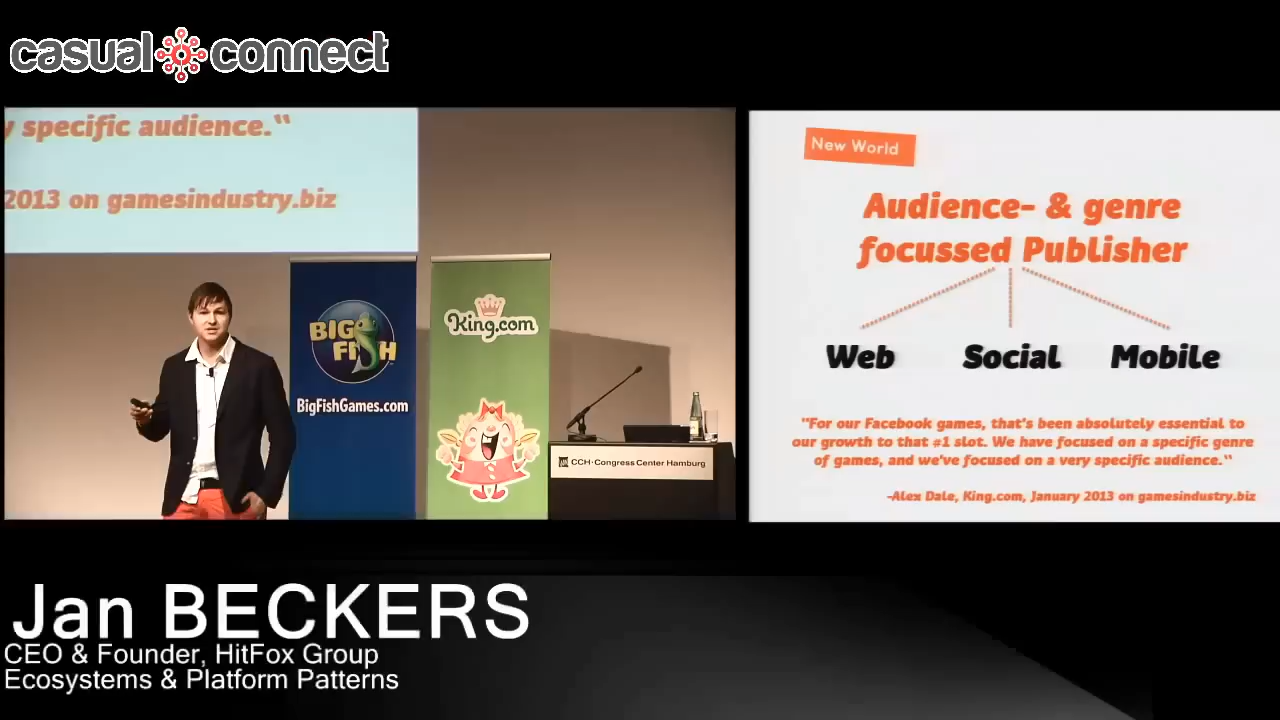 casual connect
y specific audience."
2013 on gamesindustry.biz
BIG
FISH
BigFishGames.com
King.com
CCH·Congress Center Hamburg
New World
Audience- & genre
focussed Publisher
Web Social Mobile
"For our Facebook games, that's been absolutely essential to
our growth to that #1 slot. We have focused on a specific genre
of games, and we've focused on a very specific audience."
-Alex Dale, King.com, January 2013 on gamesindustry.biz
Jan BECKERS
CEO & Founder, HitFox Group
Ecosystems & Platform Patterns